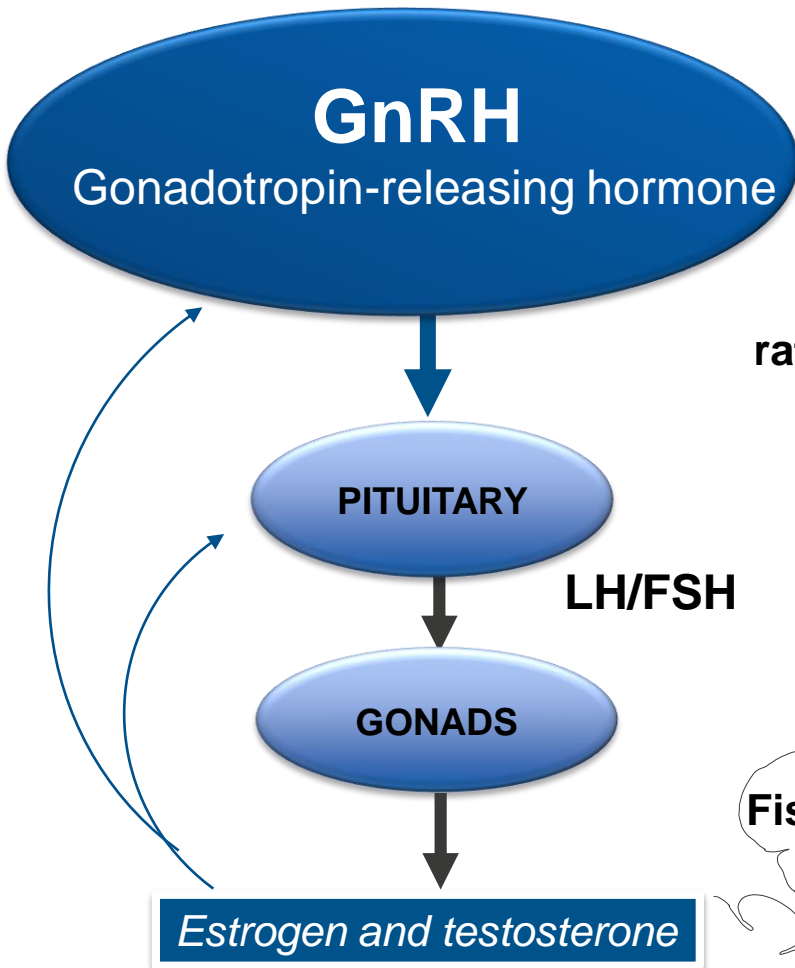 GnRH
Gonadotropin-releasing hormone
PITUITARY
LH/FSH
GONADS
Estrogen and testosterone